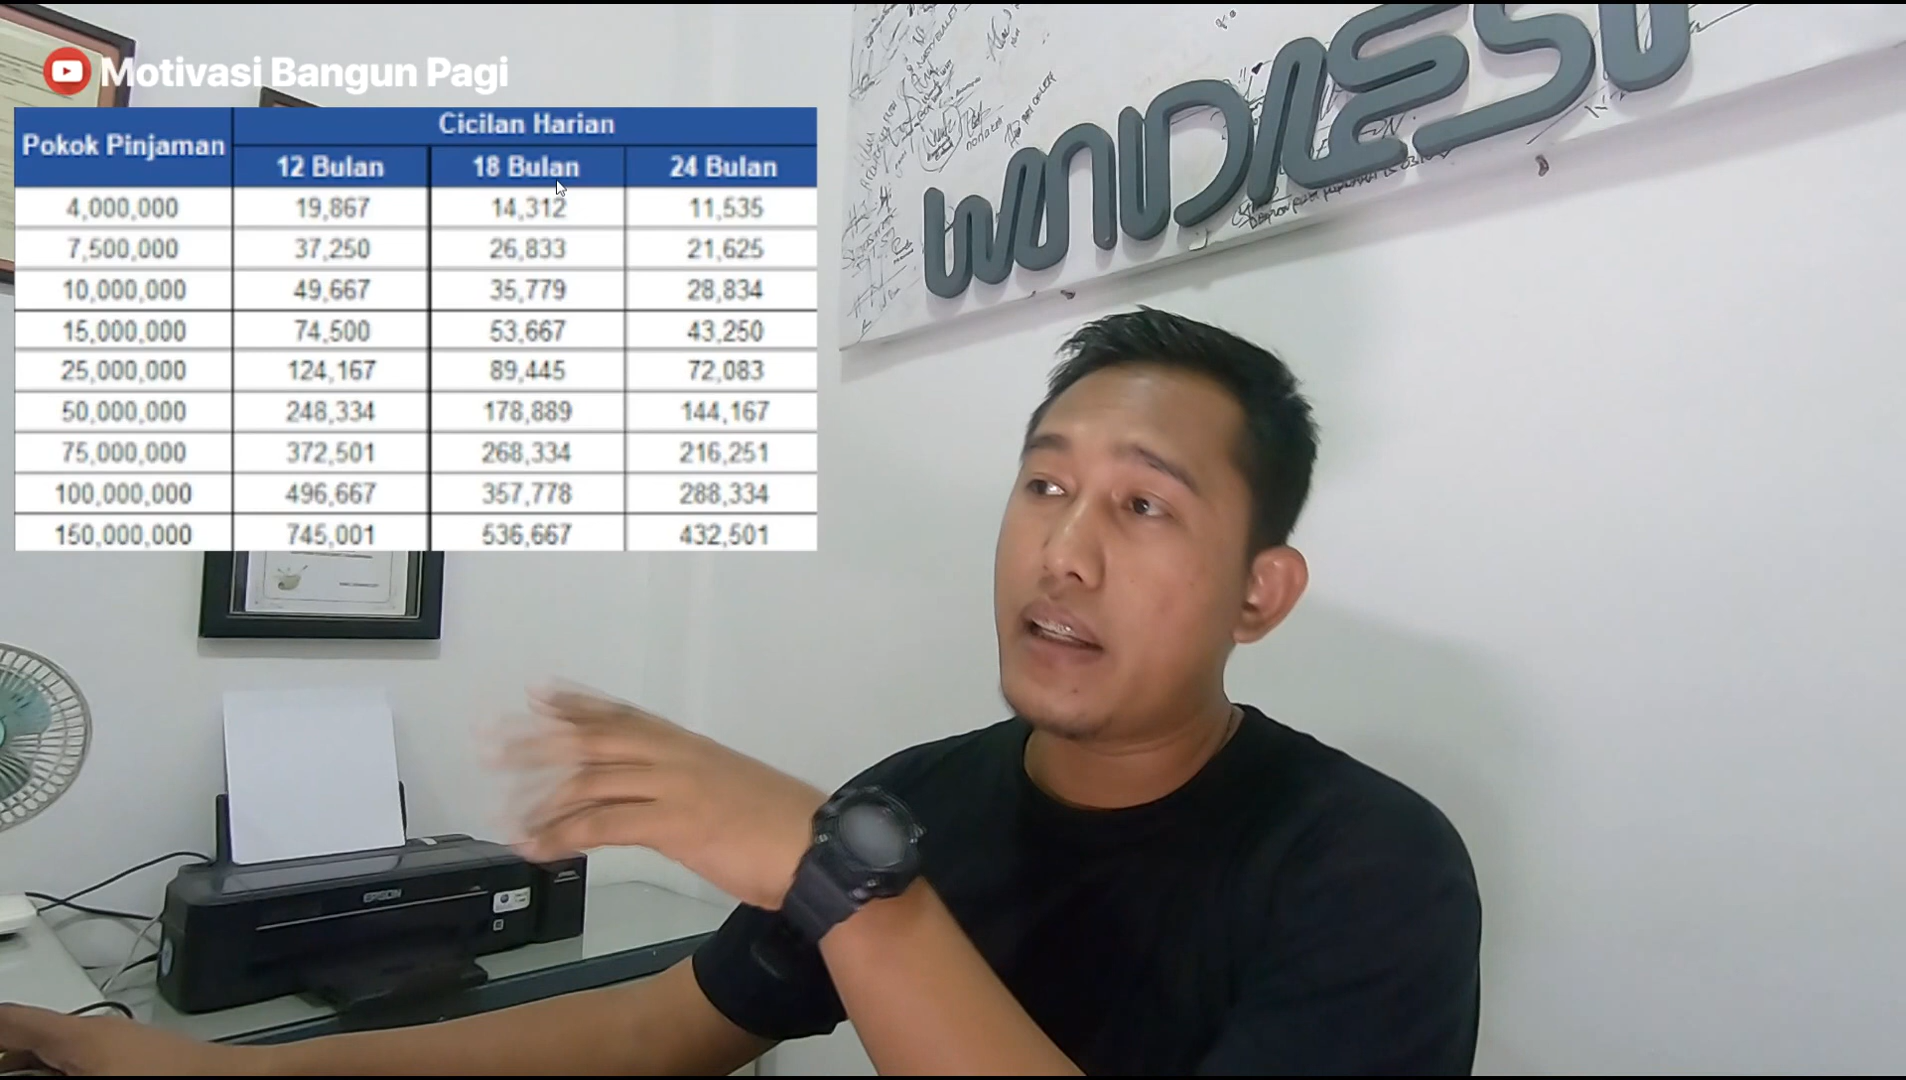 Motivasi Bangun Pagi
Pokok Pinjaman
Cicilan Harian
12 Bulan 18 Bulan 24 Bulan
4,000,000 19,867 14,312 11,535
7,500,000 37,250 26,833 21,625
10,000,000 49,667 35,779 28,834
15,000,000 74,500 53,667 43,250
25,000,000 124,167 89,445 72,083
50,000,000 248,334 178,889 144,167
75,000,000 372,501 268,334 216,251
100,000,000 496,667 357,778 288,334
150,000,000 745,001 536,667 432,501
EPSON